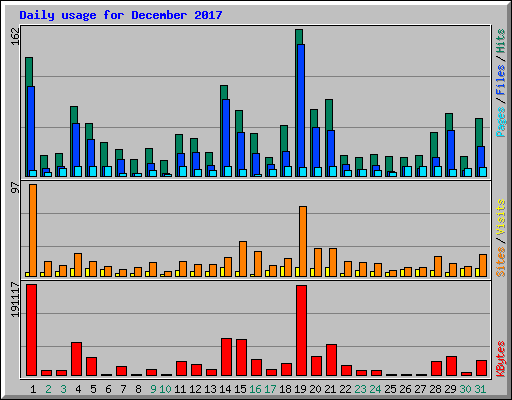 Daily usage for December 2017
162
Pages / Files / Hits
97
Sites / Visits
191117
KBytes
1 2 3 4 5 6 7 8 9 10 11 12 13 14 15 16 17 18 19 20 21 22 23 24 25 26 27 28 29 30 31